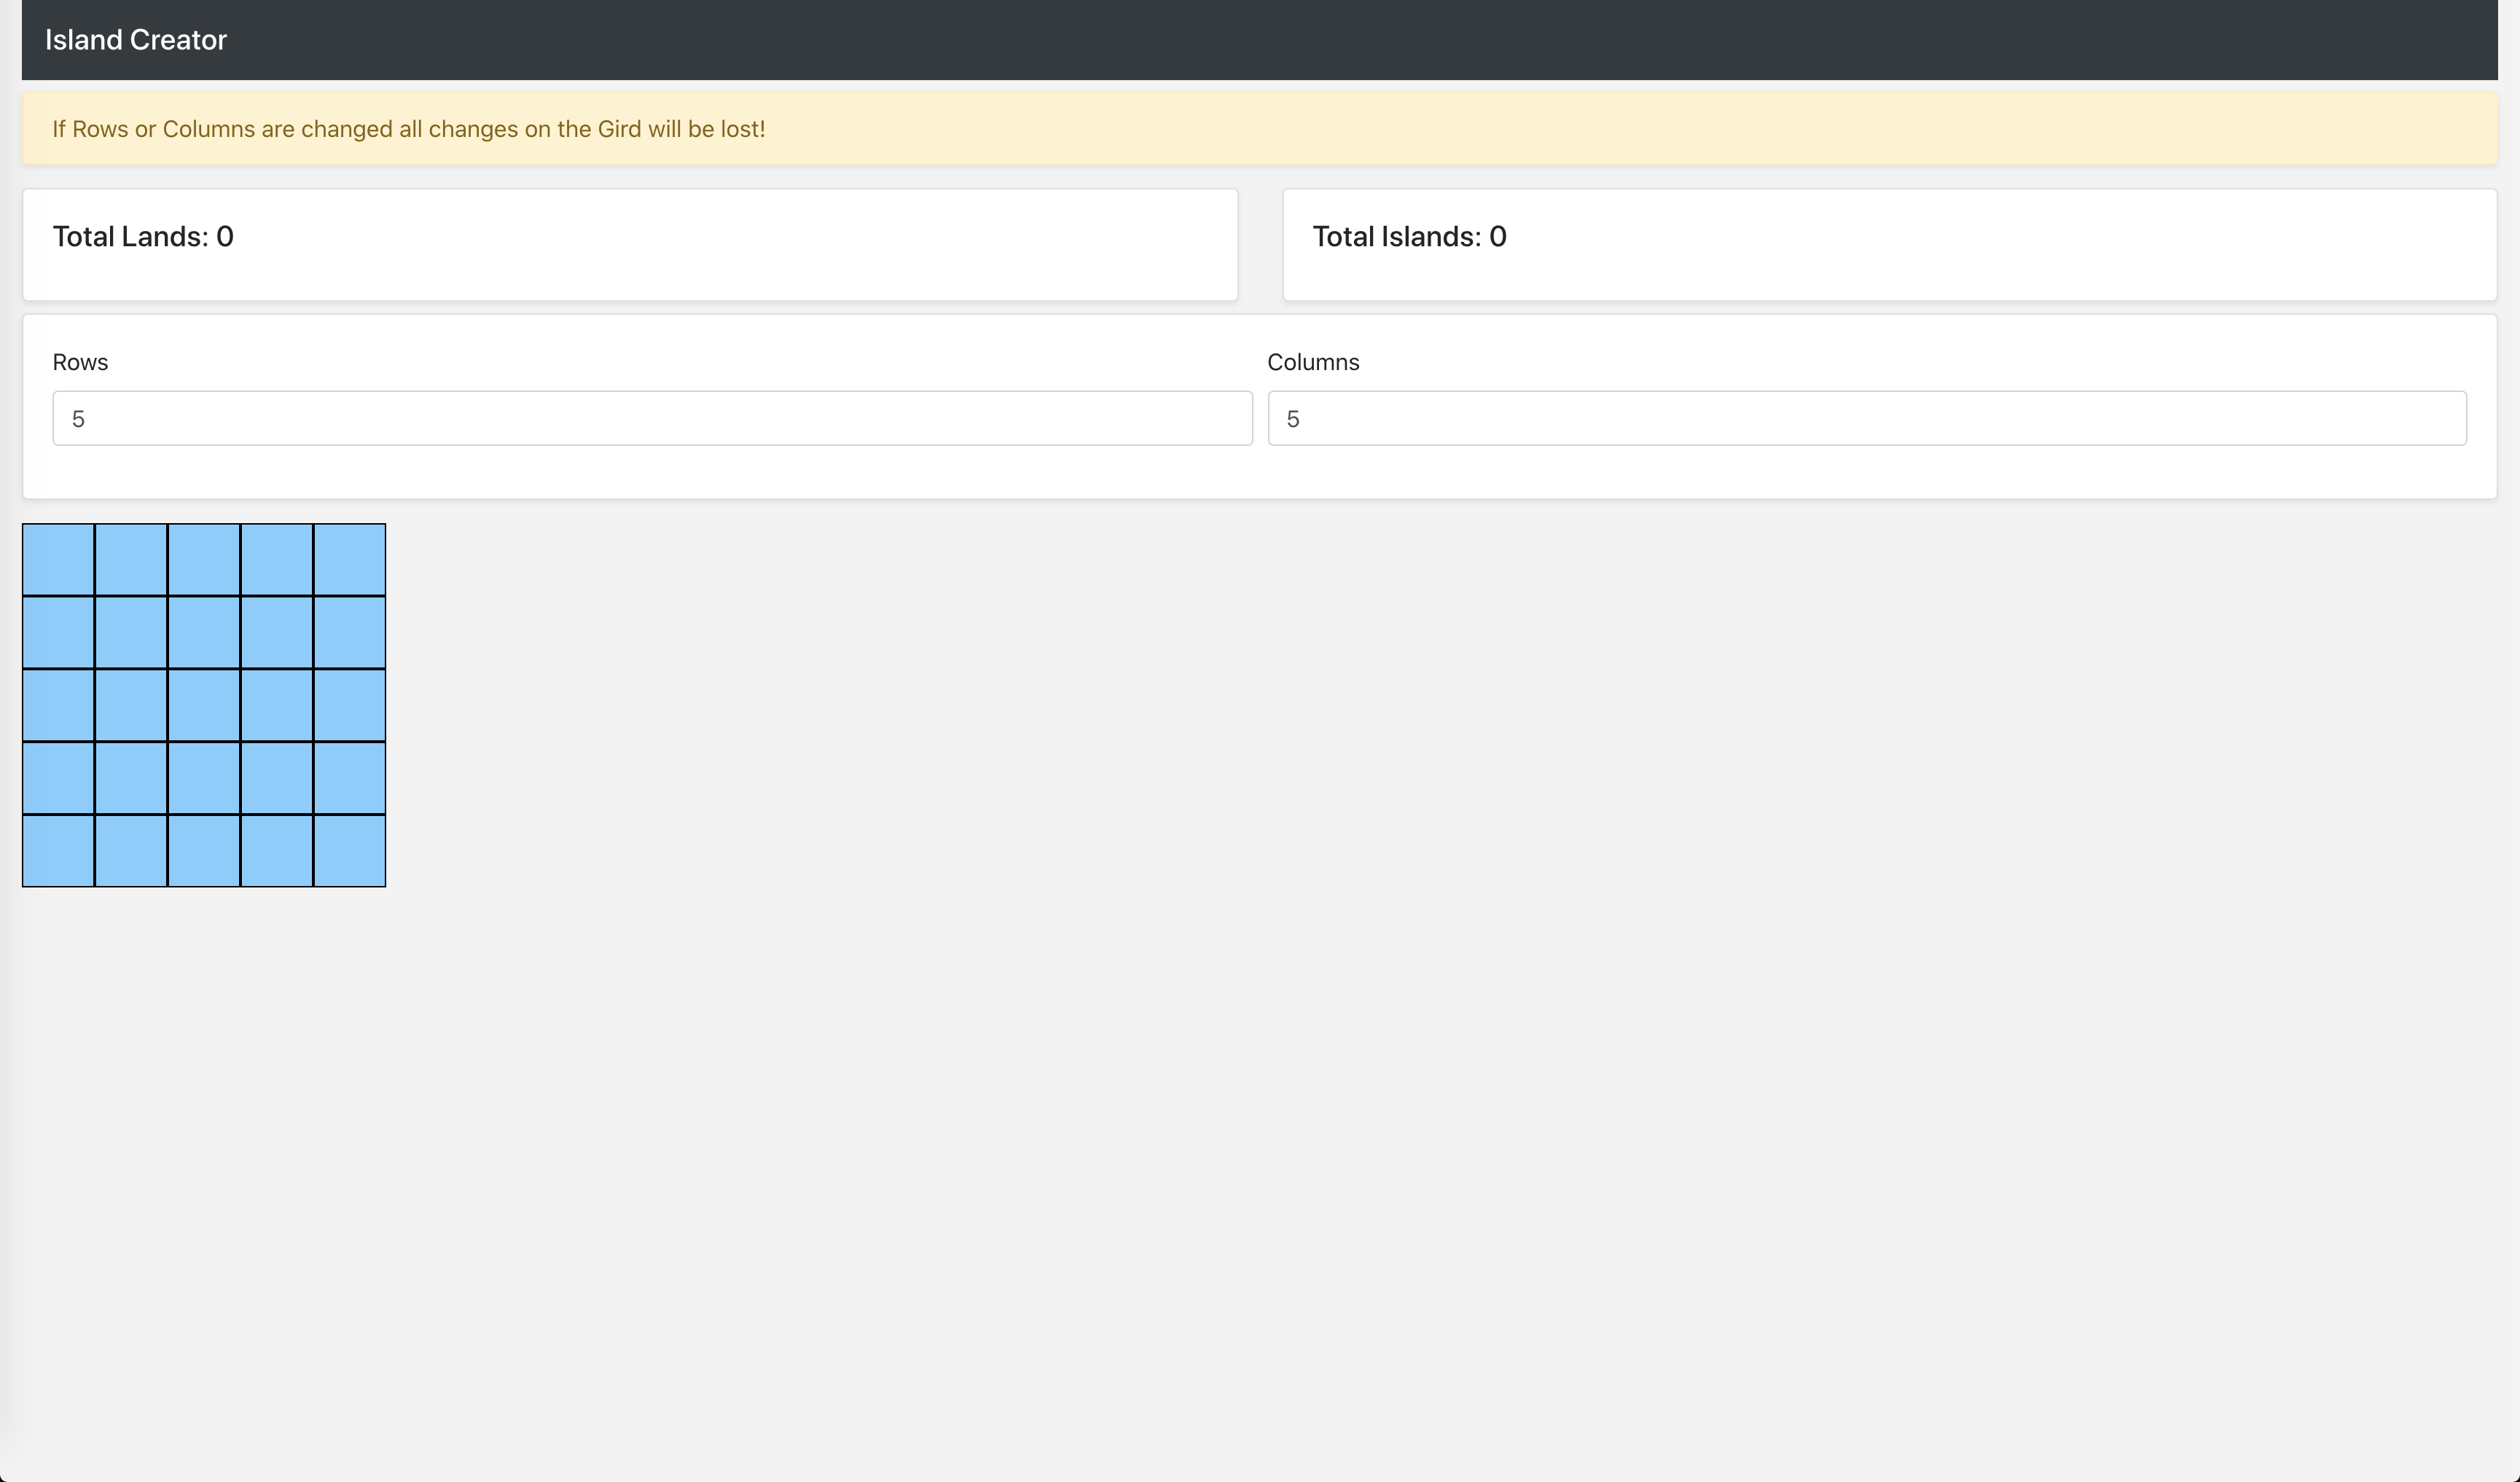 Island Creator
If Rows or Columns are changed all changes on the Gird will be lost!
Total Lands: 0
Total Islands: 0
Rows
Columns
5
5